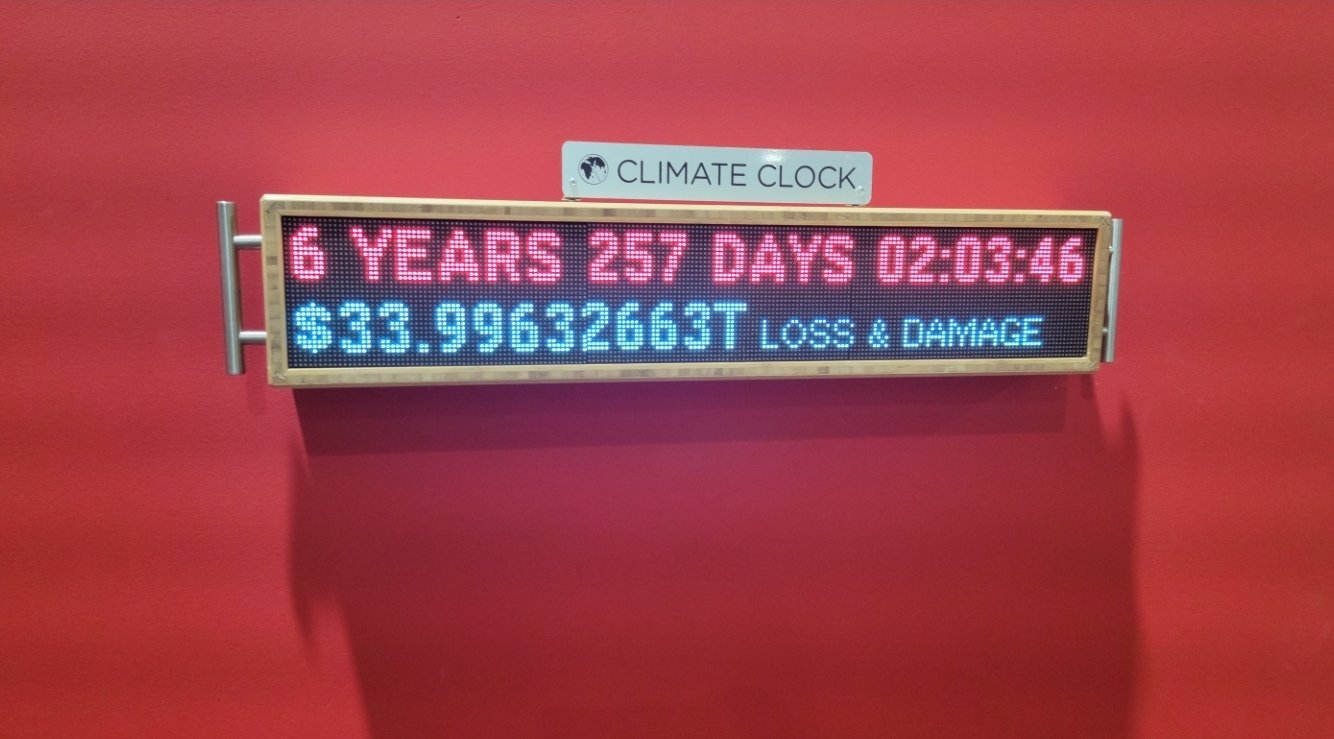 CLIMATE CLOCK
6 YEARS 257 DAYS 02:03:46
$33.99632663T LOSS & DAMAGE